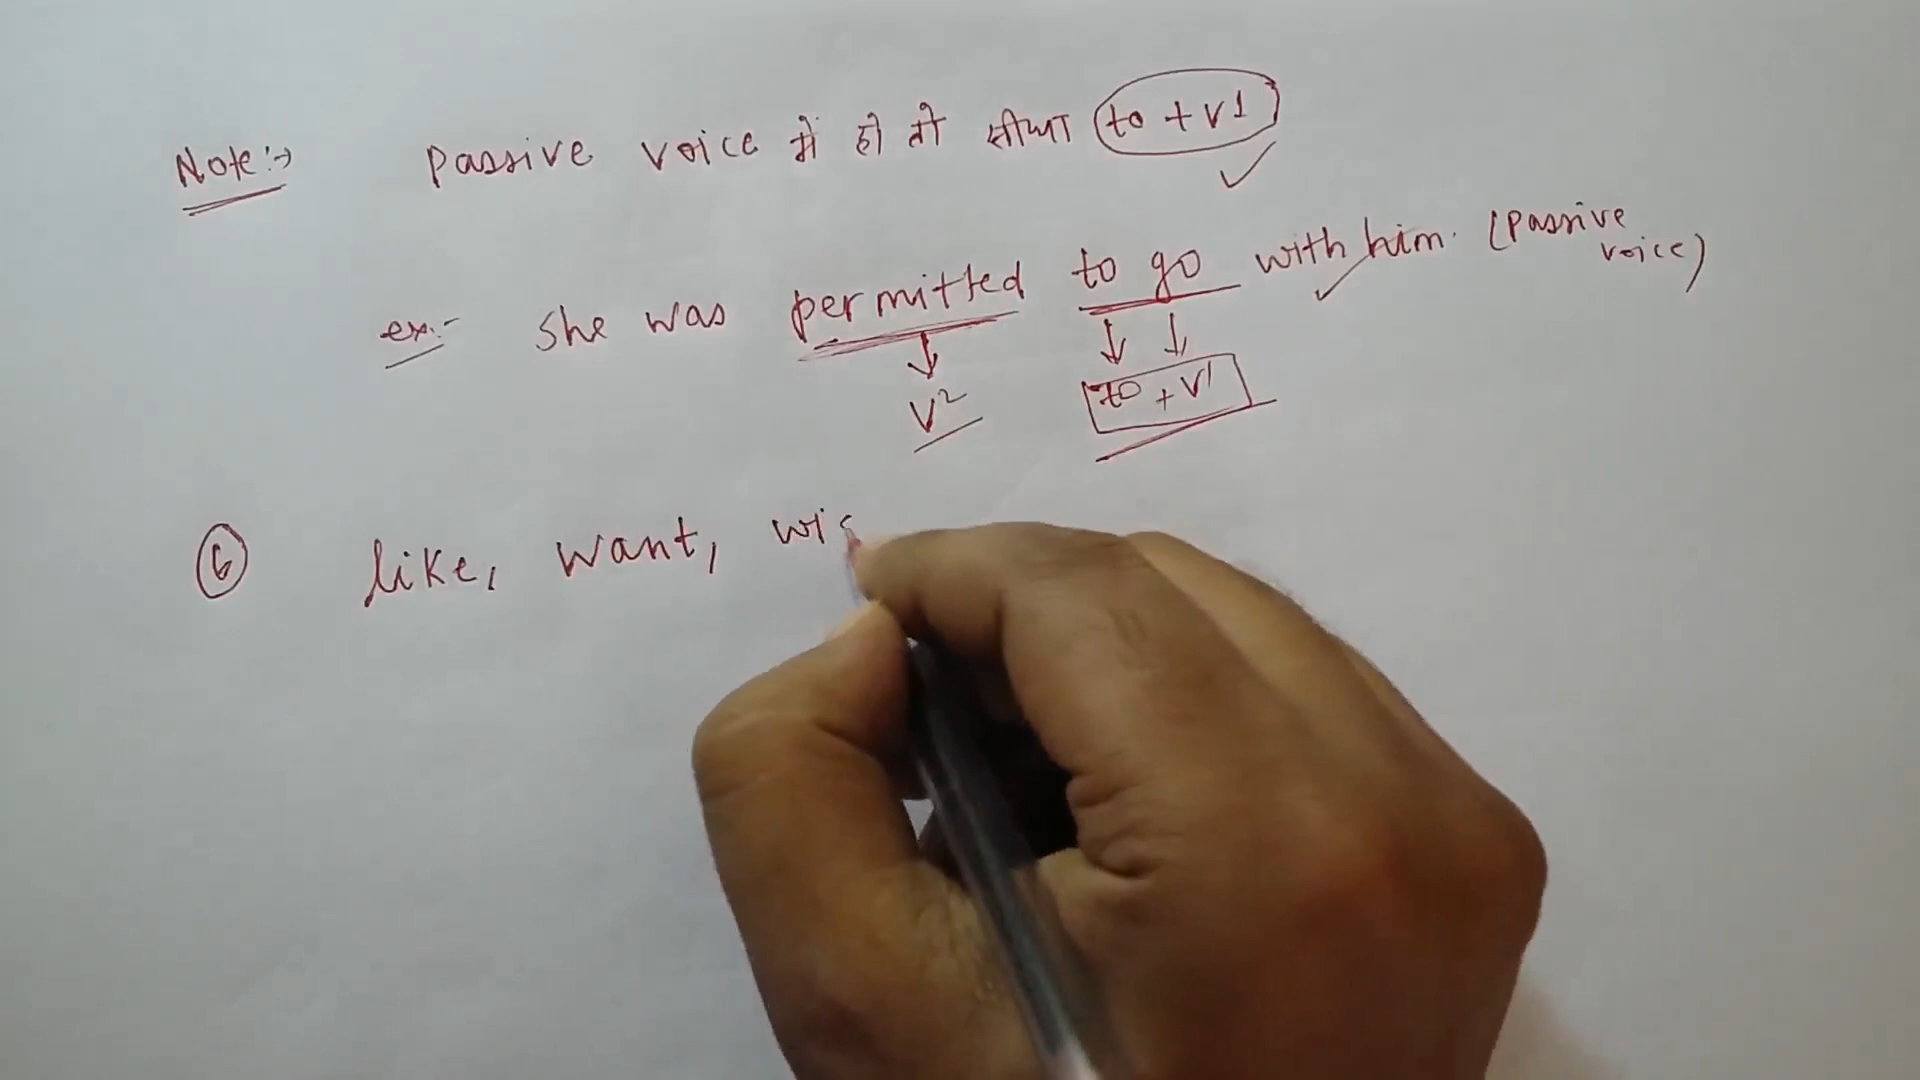 Note:→ Passive voice में हो तो सीधा to + V1
ex.:- She was permitted to go with him. (Passive voice)
V2 to + V1
6 like, want, wis